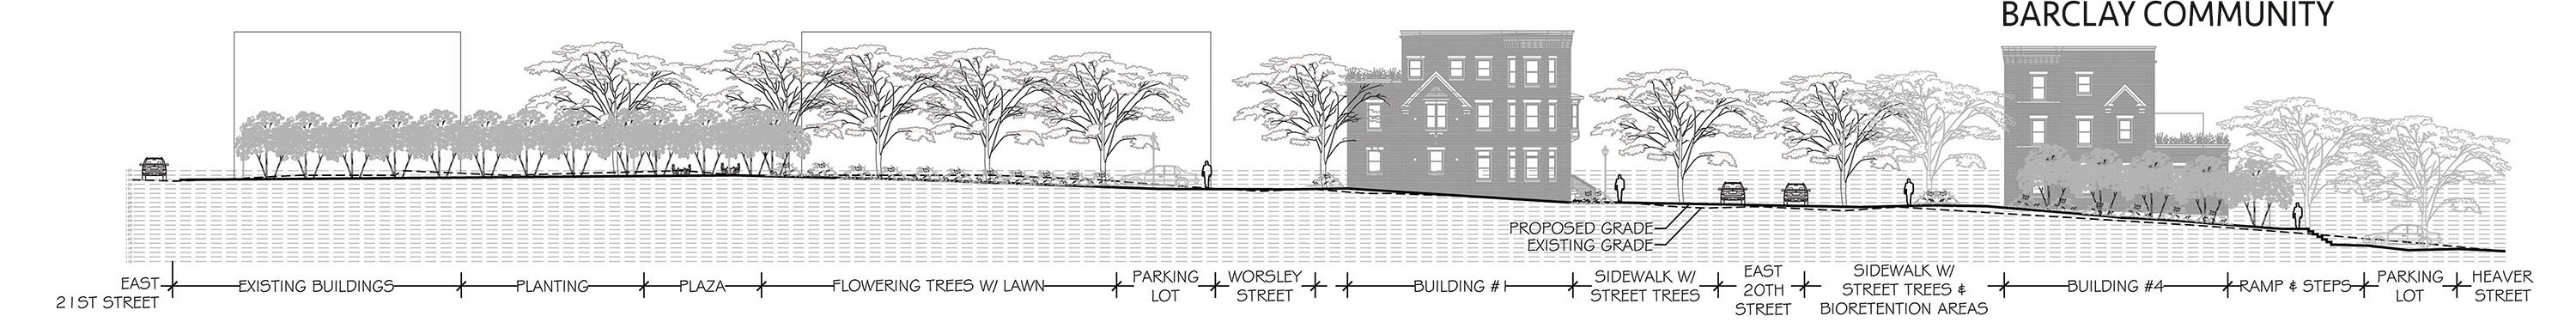 BARCLAY COMMUNITY
PROPOSED GRADE
EXISTING GRADE
EAST
21ST STREET
EXISTING BUILDINGS
PLANTING
PLAZA
FLOWERING TREES W/ LAWN
PARKING
LOT
WORSLEY
STREET
BUILDING #1
SIDEWALK W/
STREET TREES
EAST
20TH
STREET
SIDEWALK W/
STREET TREES &
BIORETENTION AREAS
BUILDING #4
RAMP & STEPS
PARKING
LOT
HEAVER
STREET